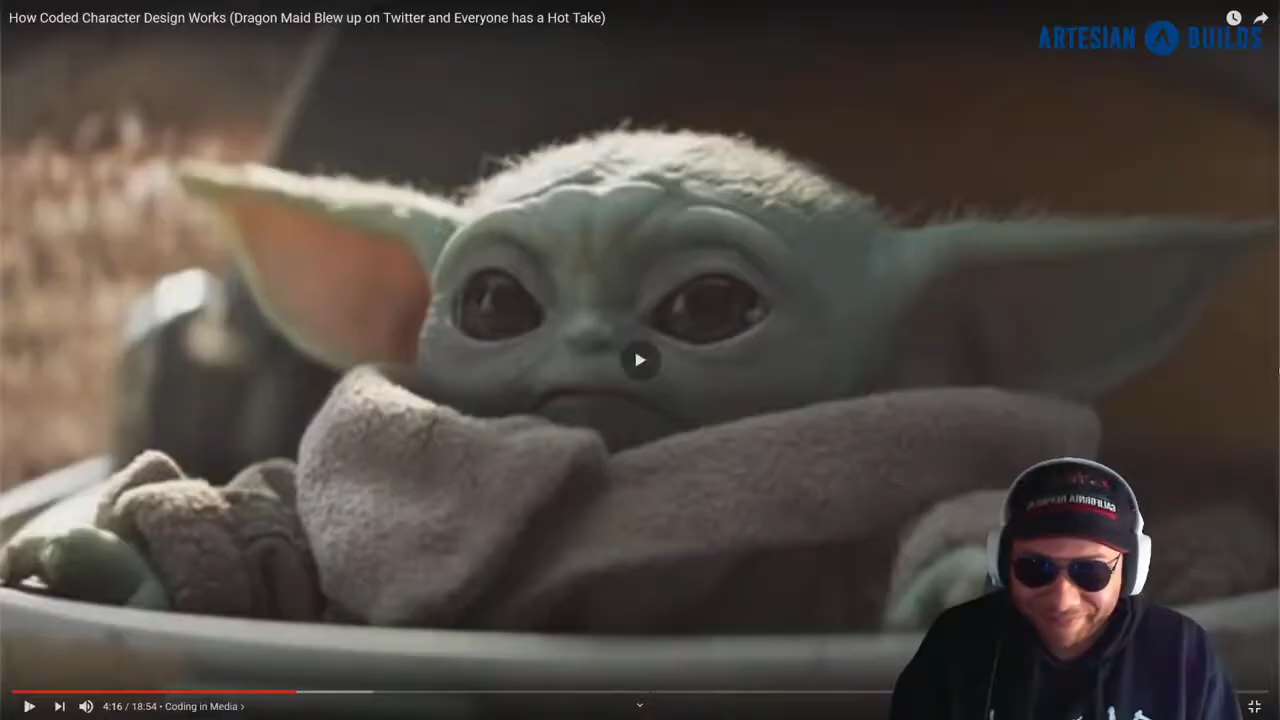 How Coded Character Design Works (Dragon Maid Blew up on Twitter and Everyone has a Hot Take)
ARTESIAN BUILDS
4:16 / 18:54 • Coding in Media